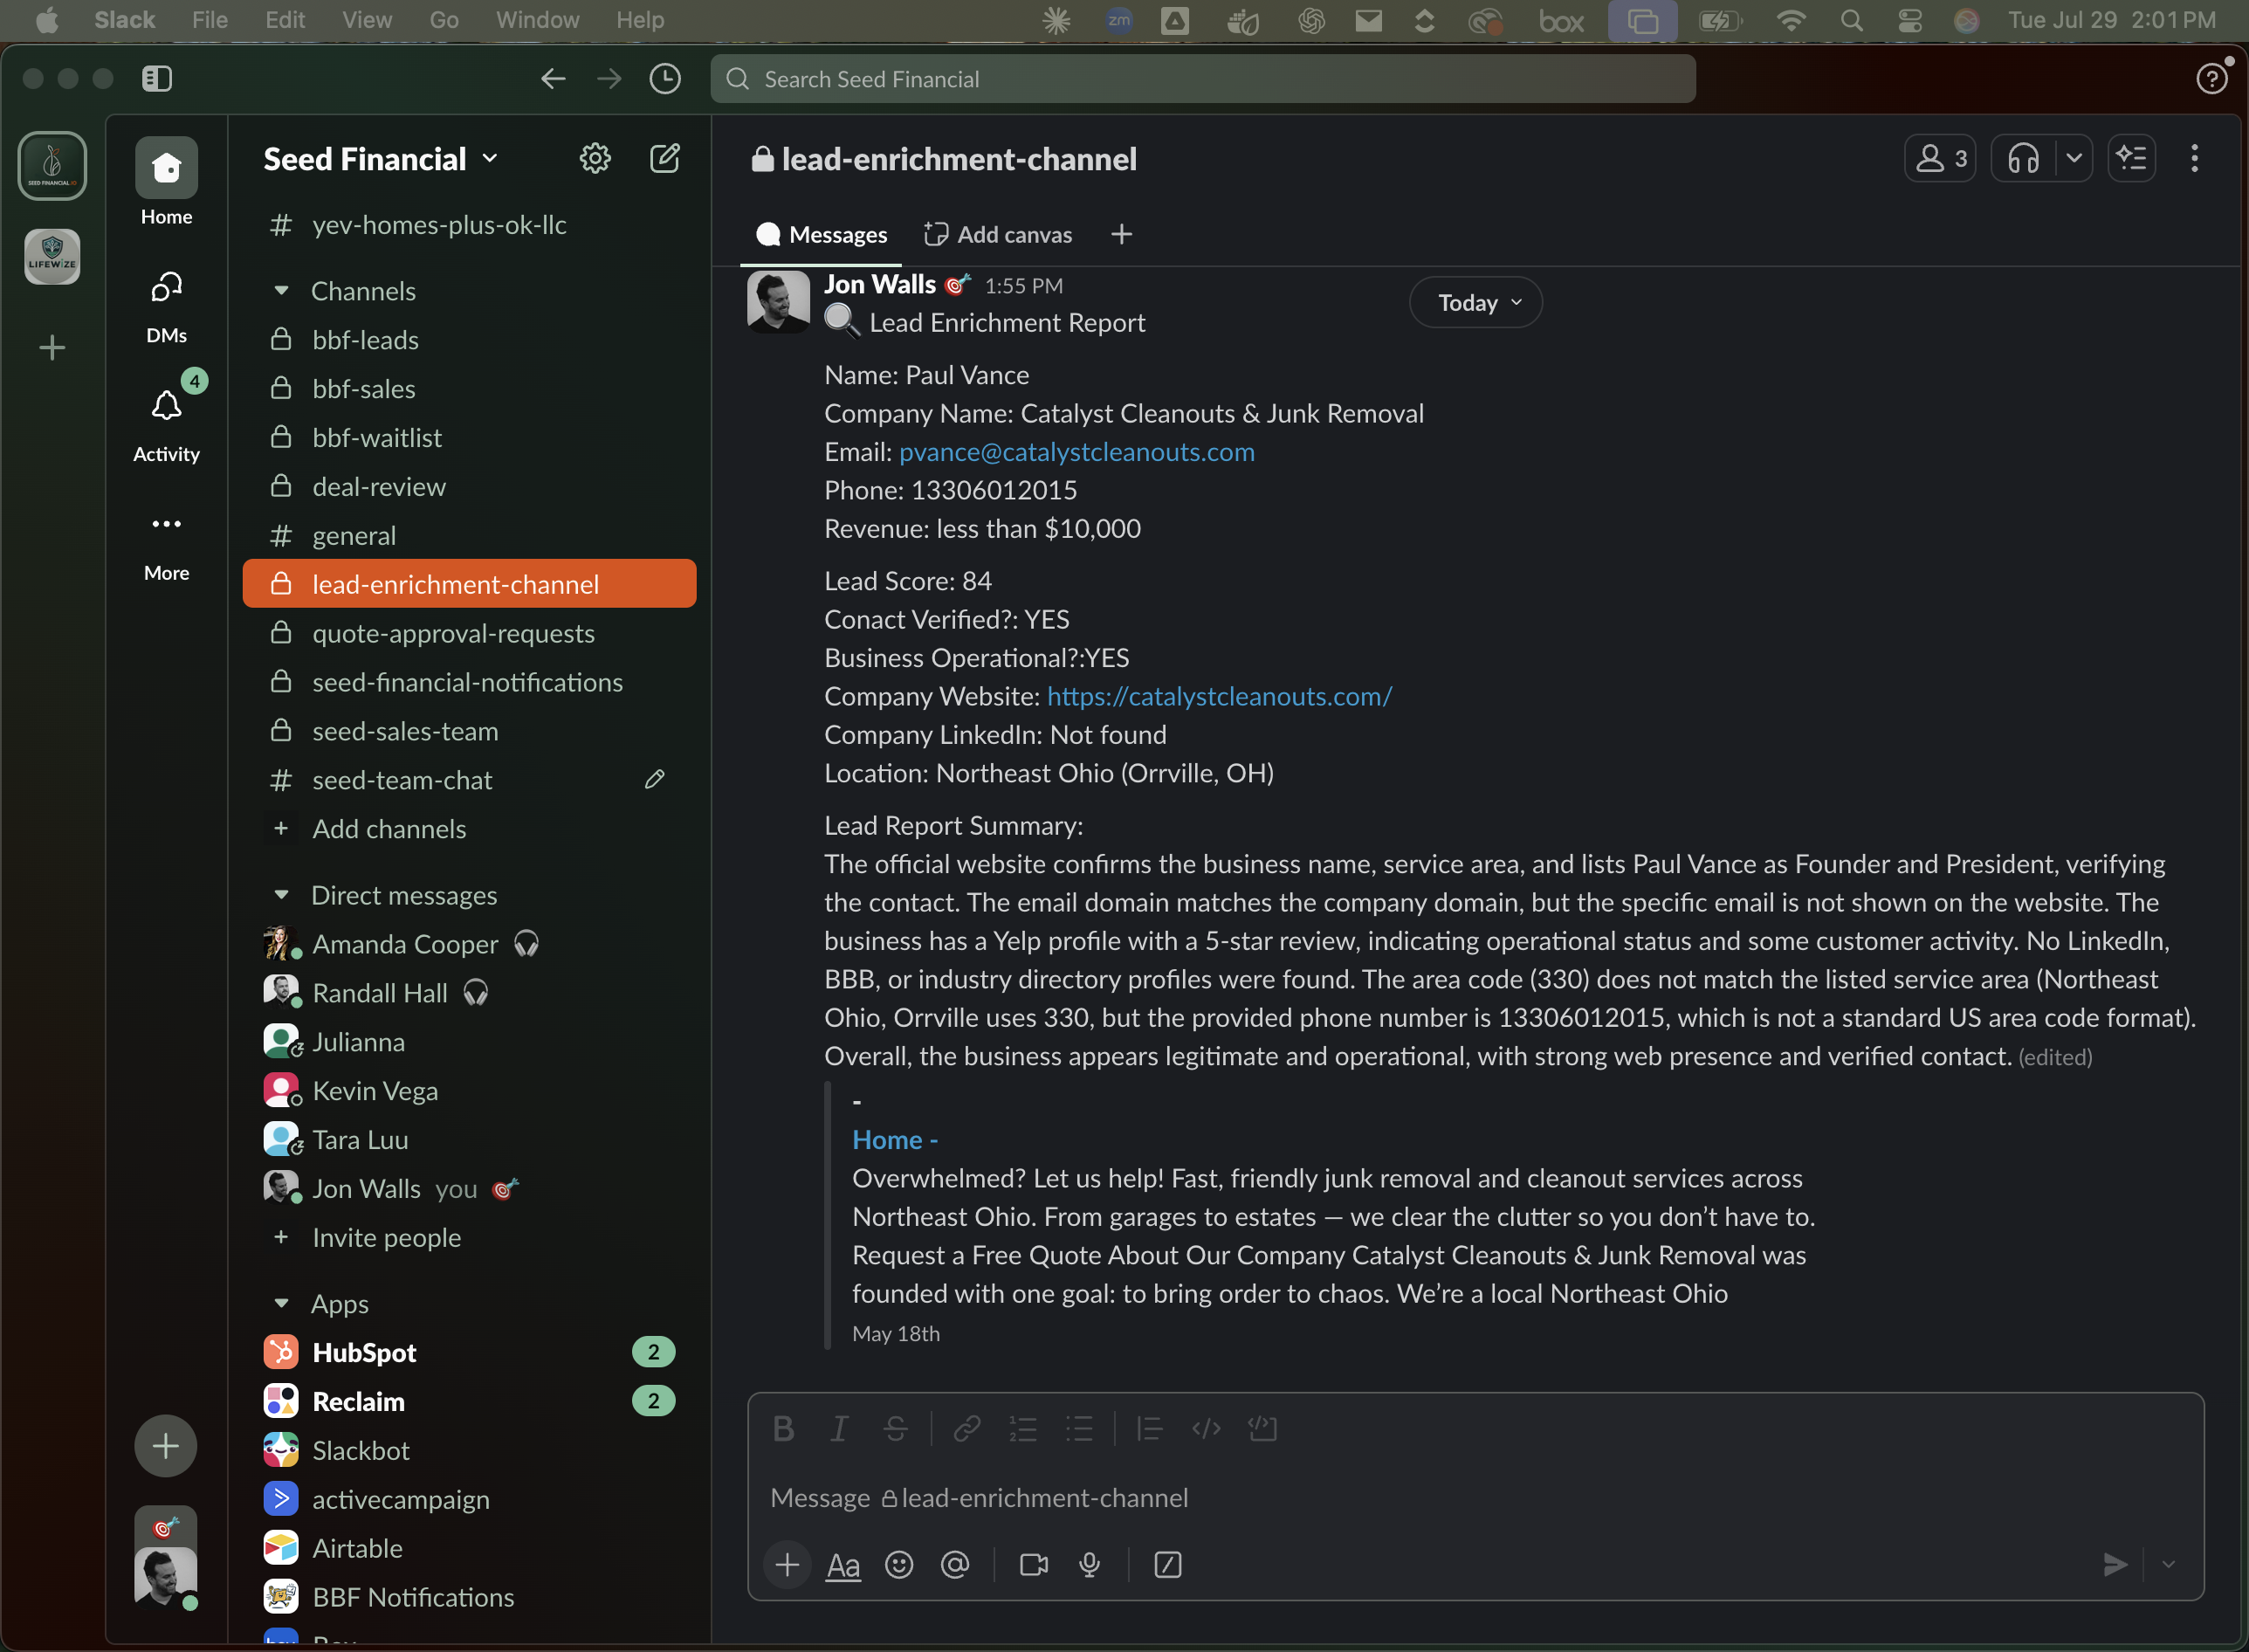 Slack File Edit View Go Window Help
zm
box
Tue Jul 29 2:01 PM
Search Seed Financial
SEED FINANCIAL.IO
LIFEWIZE
Home
DMs
4
Activity
More
Seed Financial
# yev-homes-plus-ok-llc
Channels
bbf-leads
bbf-sales
bbf-waitlist
deal-review
# general
lead-enrichment-channel
quote-approval-requests
seed-financial-notifications
seed-sales-team
# seed-team-chat
+ Add channels
Direct messages
Amanda Cooper
Randall Hall
Julianna
Kevin Vega
Tara Luu
Jon Walls you
+ Invite people
Apps
HubSpot 2
Reclaim 2
Slackbot
activecampaign
Airtable
BBF Notifications
lead-enrichment-channel
3
Messages
Add canvas
Jon Walls 1:55 PM
Today
Lead Enrichment Report
Name: Paul Vance
Company Name: Catalyst Cleanouts & Junk Removal
Email: pvance@catalystcleanouts.com
Phone: 13306012015
Revenue: less than $10,000
Lead Score: 84
Conact Verified?: YES
Business Operational?:YES
Company Website: https://catalystcleanouts.com/
Company LinkedIn: Not found
Location: Northeast Ohio (Orrville, OH)
Lead Report Summary:
The official website confirms the business name, service area, and lists Paul Vance as Founder and President, verifying
the contact. The email domain matches the company domain, but the specific email is not shown on the website. The
business has a Yelp profile with a 5-star review, indicating operational status and some customer activity. No LinkedIn,
BBB, or industry directory profiles were found. The area code (330) does not match the listed service area (Northeast
Ohio, Orrville uses 330, but the provided phone number is 13306012015, which is not a standard US area code format).
Overall, the business appears legitimate and operational, with strong web presence and verified contact. (edited)
-
Home -
Overwhelmed? Let us help! Fast, friendly junk removal and cleanout services across
Northeast Ohio. From garages to estates — we clear the clutter so you don’t have to.
Request a Free Quote About Our Company Catalyst Cleanouts & Junk Removal was
founded with one goal: to bring order to chaos. We’re a local Northeast Ohio
May 18th
B I S
Message lead-enrichment-channel
Aa